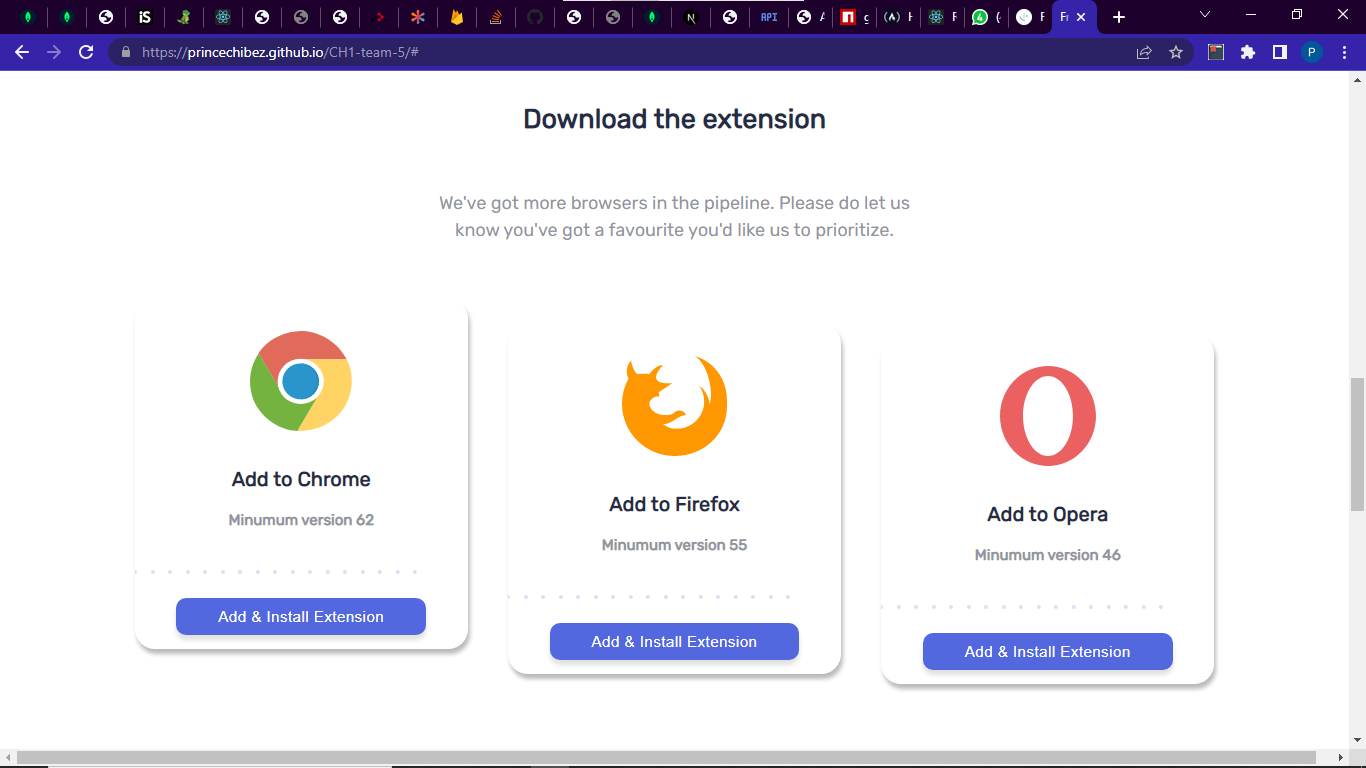 iS
API
A
g
F
F
(
F
Fr
https://princechibez.github.io/CH1-team-5/#
P
Download the extension
We've got more browsers in the pipeline. Please do let us
know you've got a favourite you'd like us to prioritize.
Add to Chrome
Minumum version 62
Add & Install Extension
Add to Firefox
Minumum version 55
Add & Install Extension
Add to Opera
Minumum version 46
Add & Install Extension